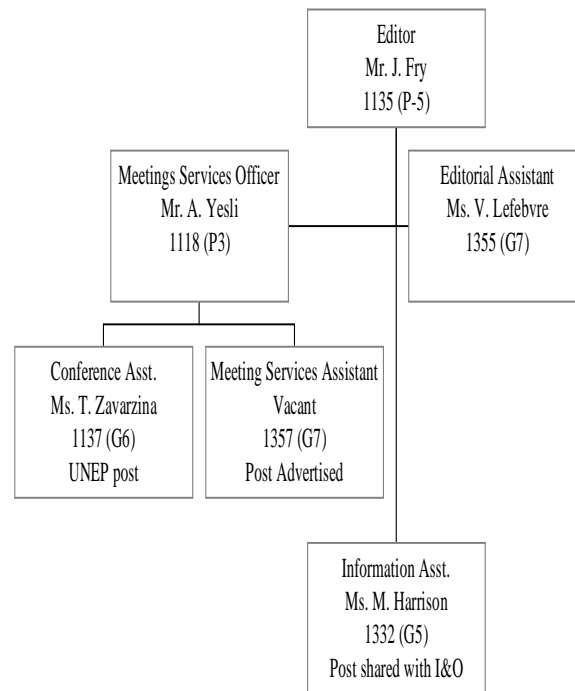 Editor
Mr. J. Fry
1135 (P-5)
Meetings Services Officer
Mr. A. Yesli
1118 (P3)
Editorial Assistant
Ms. V. Lefebvre
1355 (G7)
Conference Asst.
Ms. T. Zavarzina
1137 (G6)
UNEP post
Meeting Services Assistant
Vacant
1357 (G7)
Post Advertised
Information Asst.
Ms. M. Harrison
1332 (G5)
Post shared with I&O